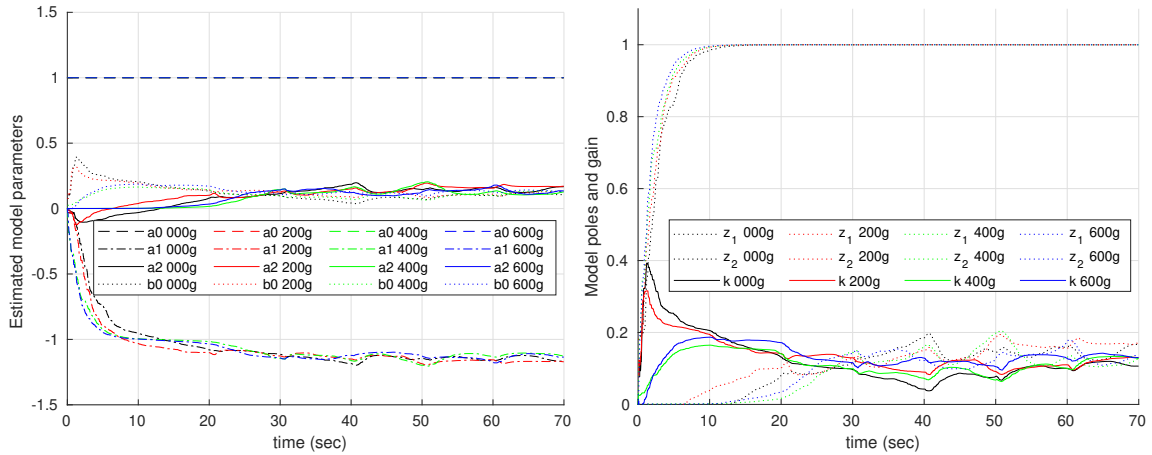 Estimated model parameters
1.5
1
0.5
0
-0.5
-1
-1.5
a0 000g a0 200g a0 400g a0 600g
a1 000g a1 200g a1 400g a1 600g
a2 000g a2 200g a2 400g a2 600g
b0 000g b0 200g b0 400g b0 600g
0 10 20 30 40 50 60 70
time (sec)
Model poles and gain
1
0.8
0.6
0.4
0.2
0
z1 000g z1 200g z1 400g z1 600g
z2 000g z2 200g z2 400g z2 600g
k 000g k 200g k 400g k 600g
0 10 20 30 40 50 60 70
time (sec)